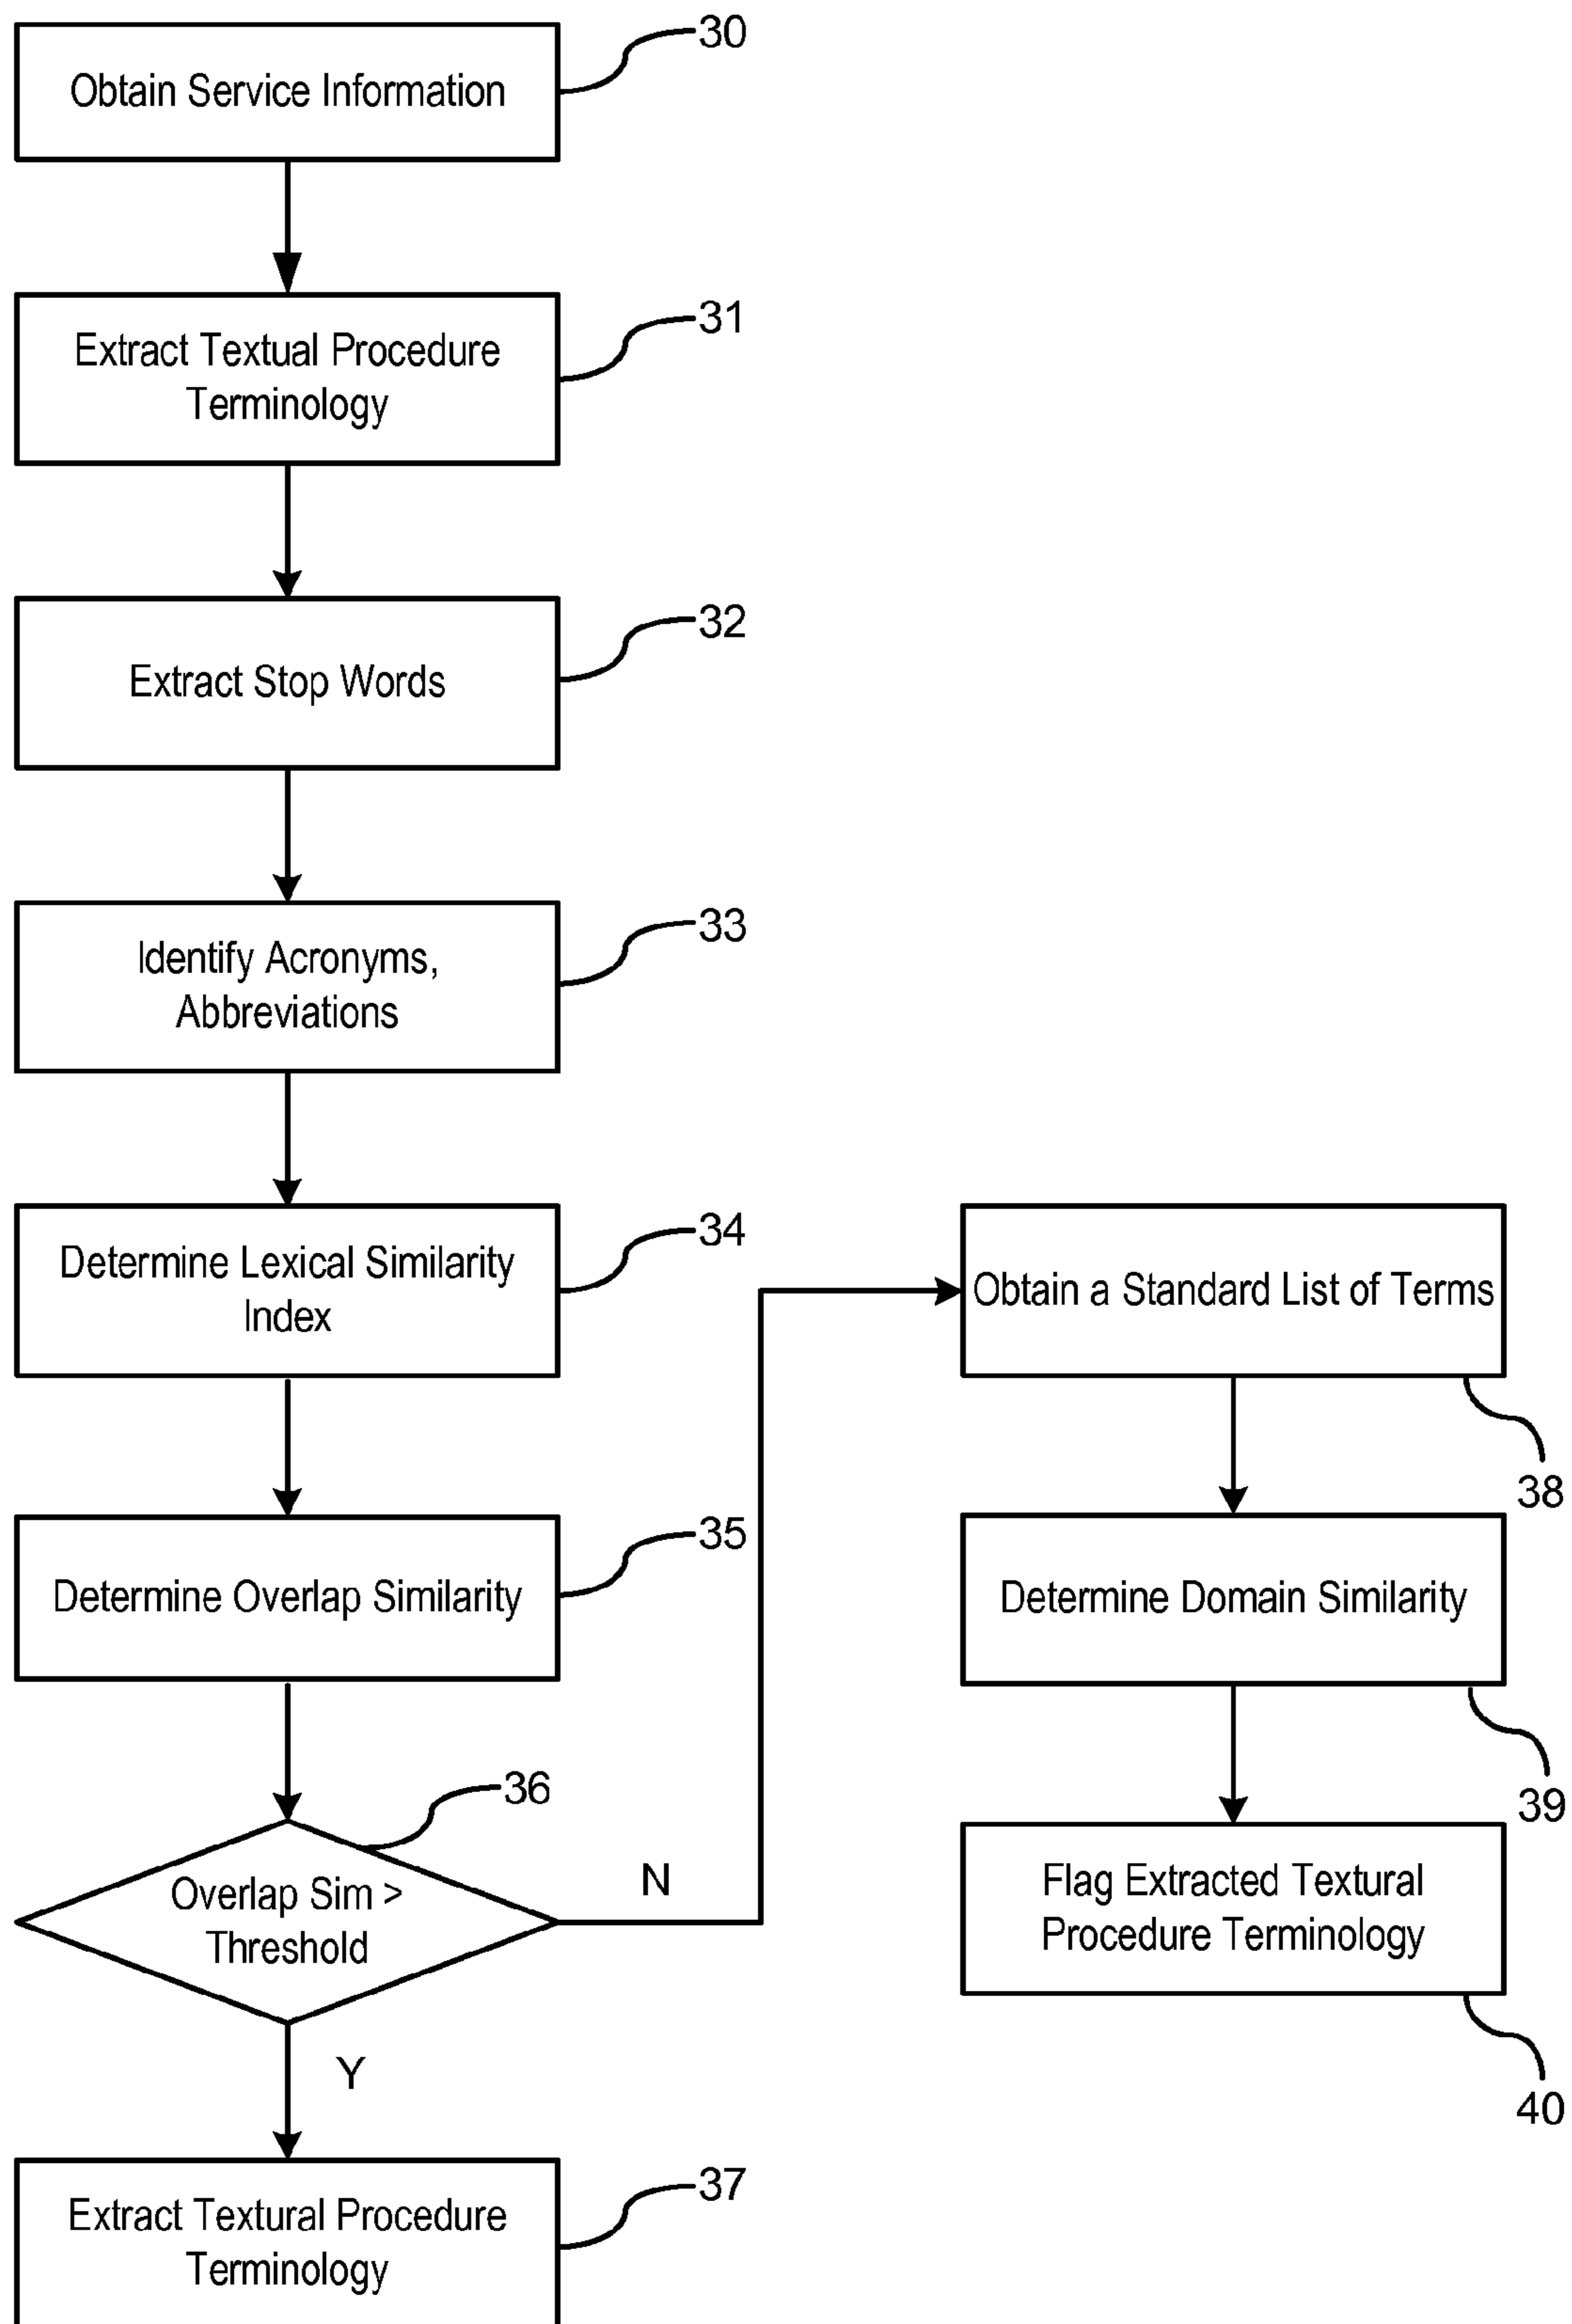 Obtain Service Information
30
Extract Textual Procedure
Terminology
31
Extract Stop Words
32
Identify Acronyms,
Abbreviations
33
Determine Lexical Similarity
Index
34
Determine Overlap Similarity
35
Overlap Sim >
Threshold
36
N
Y
Extract Textural Procedure
Terminology
37
Obtain a Standard List of Terms
38
Determine Domain Similarity
39
Flag Extracted Textural
Procedure Terminology
40